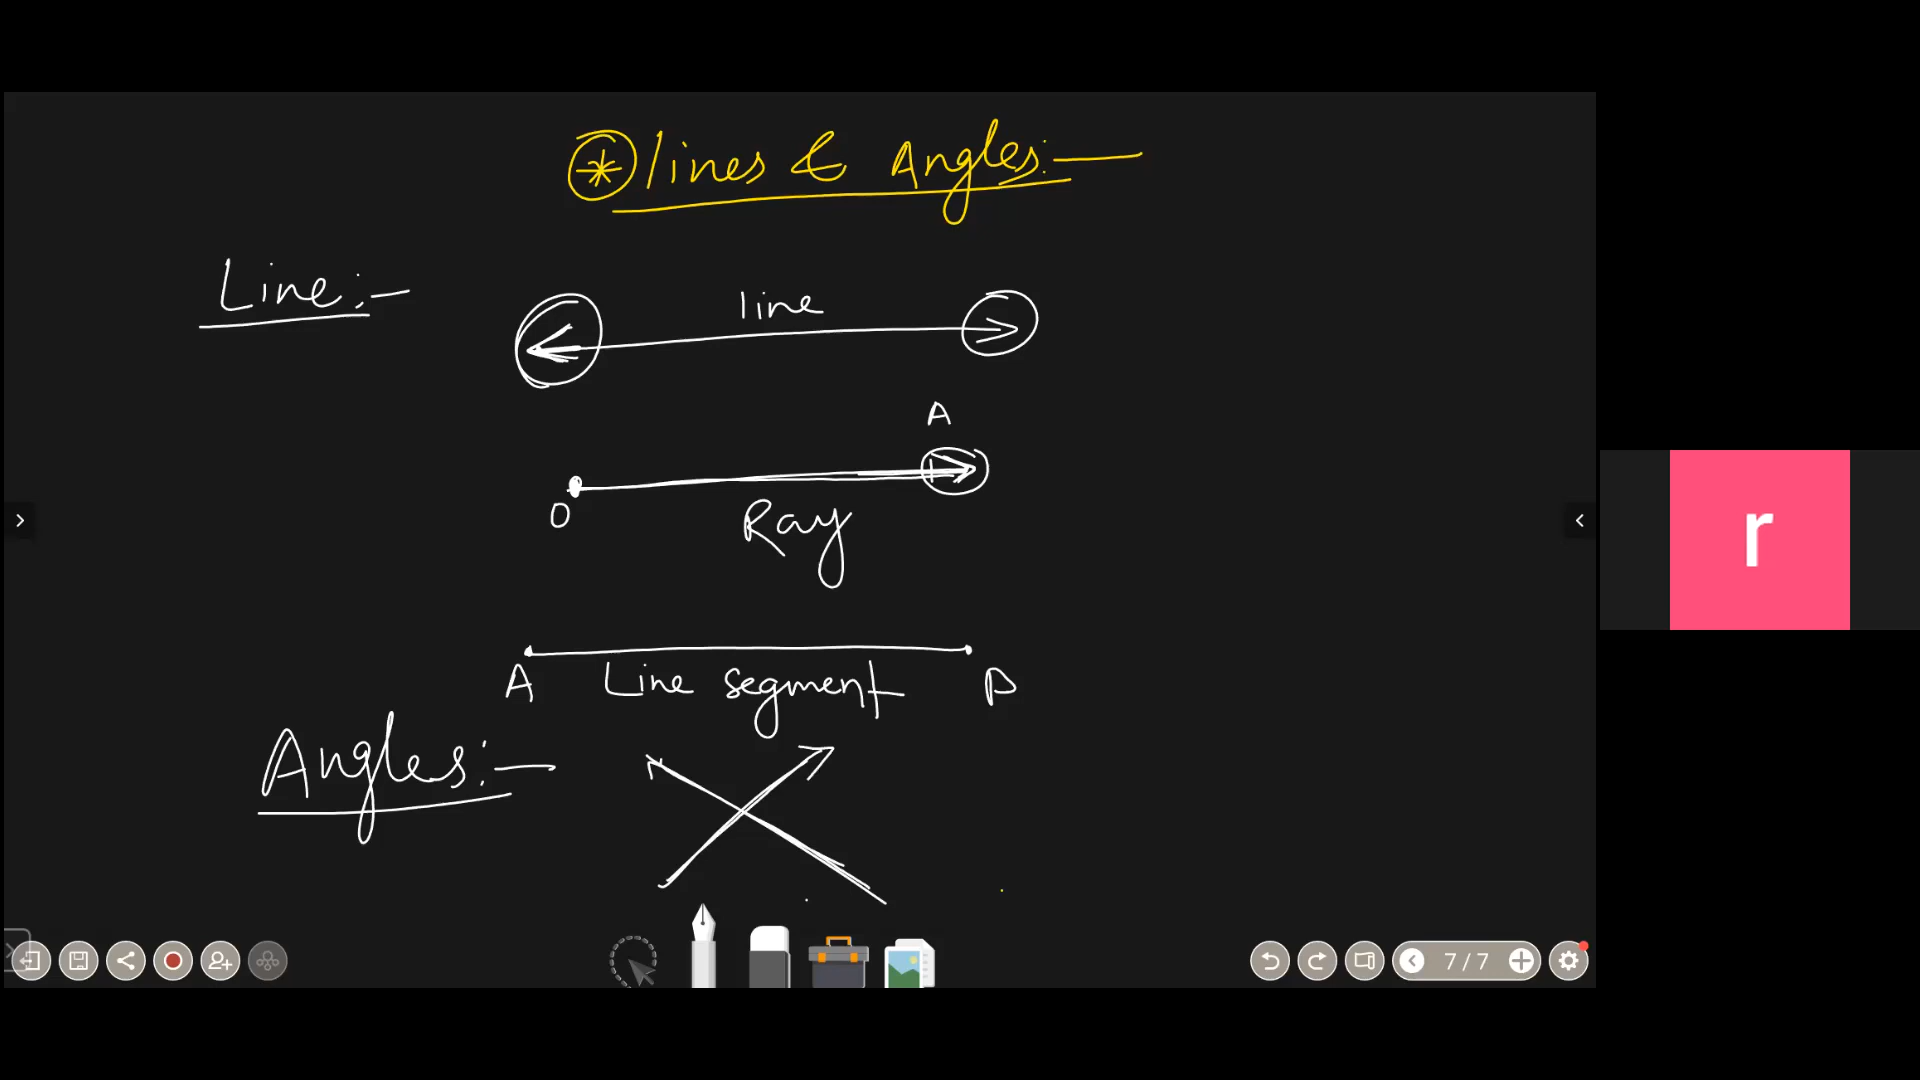 * lines & Angles:-
Line:-
line
A
O
Ray
A Line segment
Angles:-
r
7 / 7